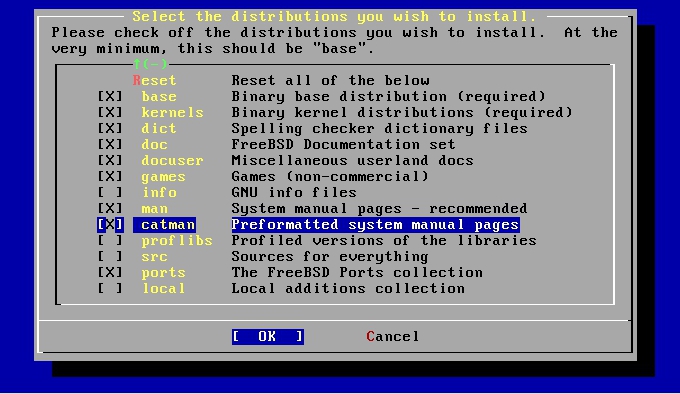 Select the distributions you wish to install.
Please check off the distributions you wish to install. At the
very minimum, this should be "base".
↑(-)
Reset Reset all of the below
[X] base Binary base distribution (required)
[X] kernels Binary kernel distributions (required)
[X] dict Spelling checker dictionary files
[X] doc FreeBSD Documentation set
[X] docuser Miscellaneous userland docs
[X] games Games (non-commercial)
[ ] info GNU info files
[X] man System manual pages - recommended
[X] catman Preformatted system manual pages
[ ] proflibs Profiled versions of the libraries
[ ] src Sources for everything
[X] ports The FreeBSD Ports collection
[ ] local Local additions collection
[ OK ] Cancel